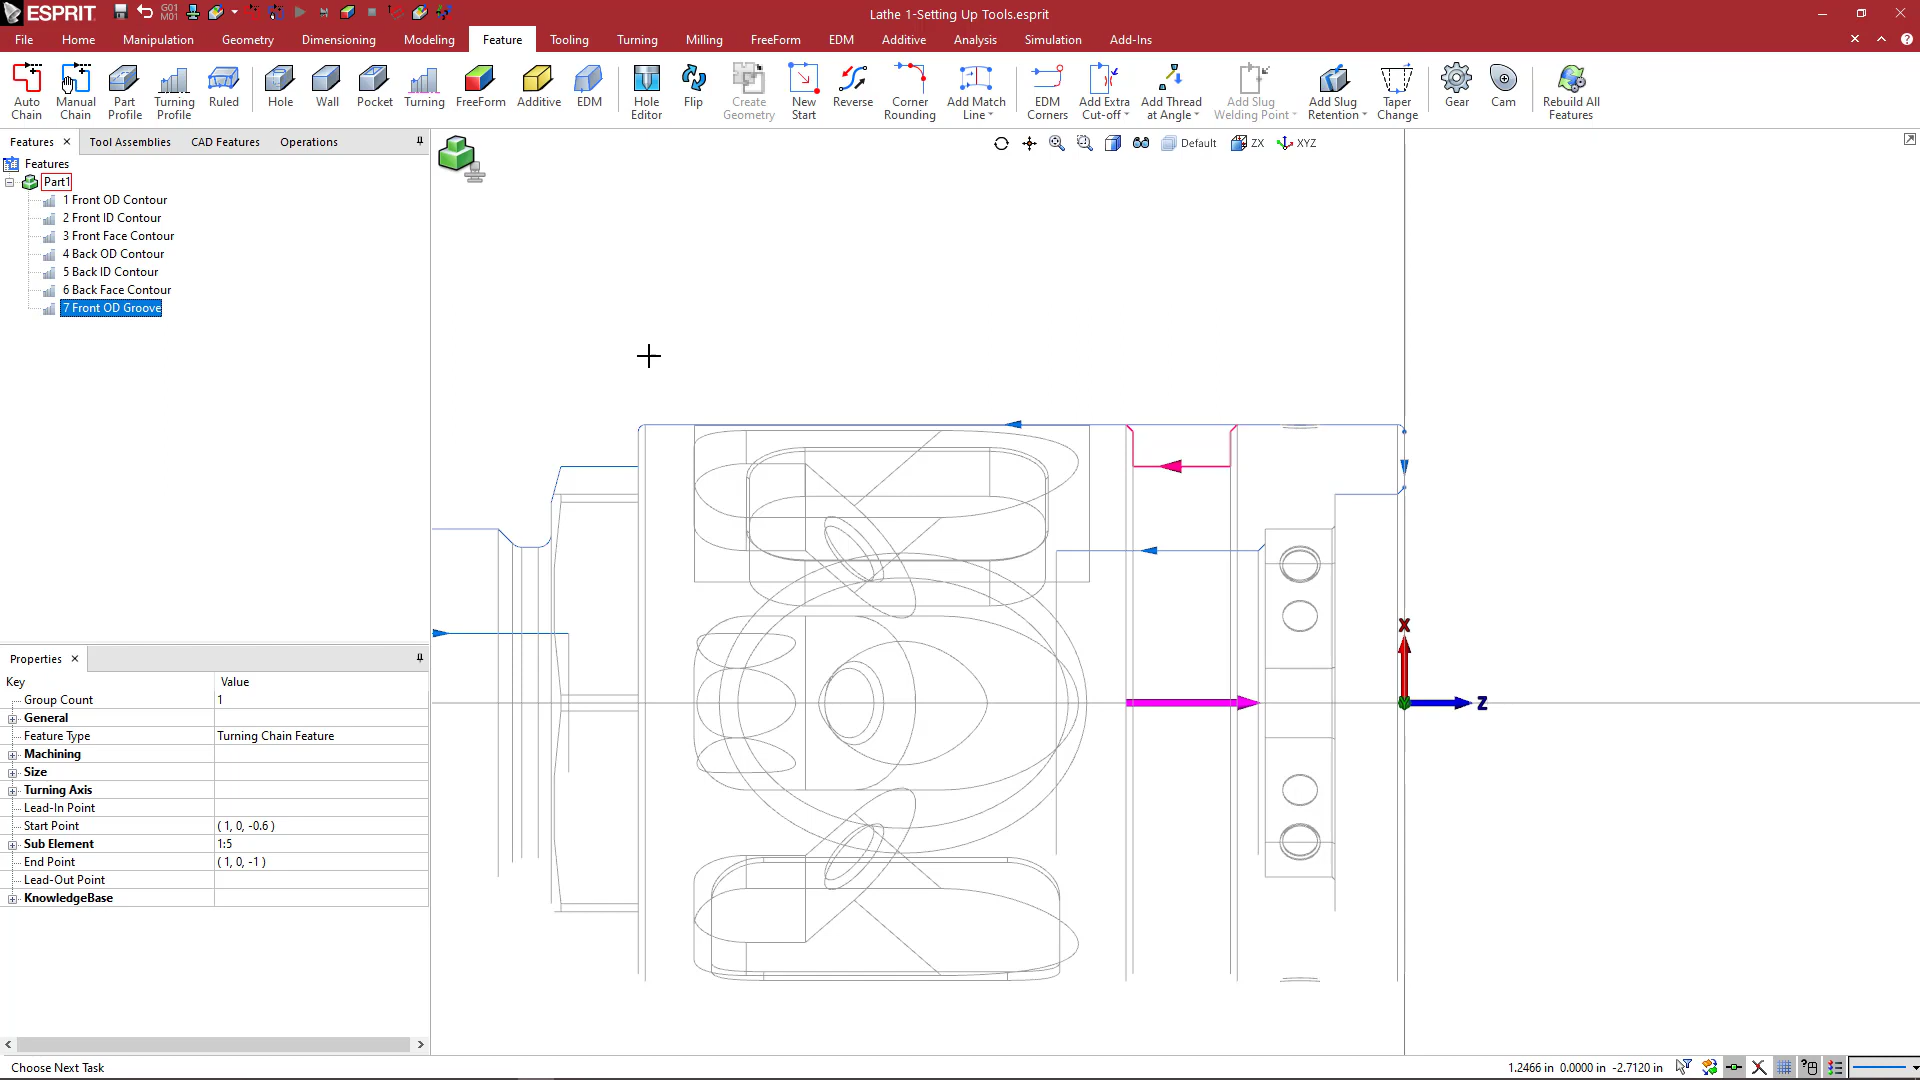 ESPRIT
G01
M01
Lathe 1-Setting Up Tools.esprit
File Home Manipulation Geometry Dimensioning Modeling Feature Tooling Turning Milling FreeForm EDM Additive Analysis Simulation Add-Ins
Auto Chain
Manual Chain
Part Profile
Turning Profile
Ruled
Hole
Wall
Pocket
Turning
FreeForm
Additive
EDM
Hole Editor
Flip
Create Geometry
New Start
Reverse
Corner Rounding
Add Match Line
EDM Corners
Add Extra Cut-off
Add Thread at Angle
Add Slug Welding Point
Add Slug Retention
Taper Change
Gear
Cam
Rebuild All Features
Features Tool Assemblies CAD Features Operations
Default ZX XYZ
Features
Part1
1 Front OD Contour
2 Front ID Contour
3 Front Face Contour
4 Back OD Contour
5 Back ID Contour
6 Back Face Contour
7 Front OD Groove
X
Z
Properties
Key Value
Group Count 1
General
Feature Type Turning Chain Feature
Machining
Size
Turning Axis
Lead-In Point
Start Point ( 1, 0, -0.6 )
Sub Element 1:5
End Point ( 1, 0, -1 )
Lead-Out Point
KnowledgeBase
Choose Next Task
1.2466 in 0.0000 in -2.7120 in